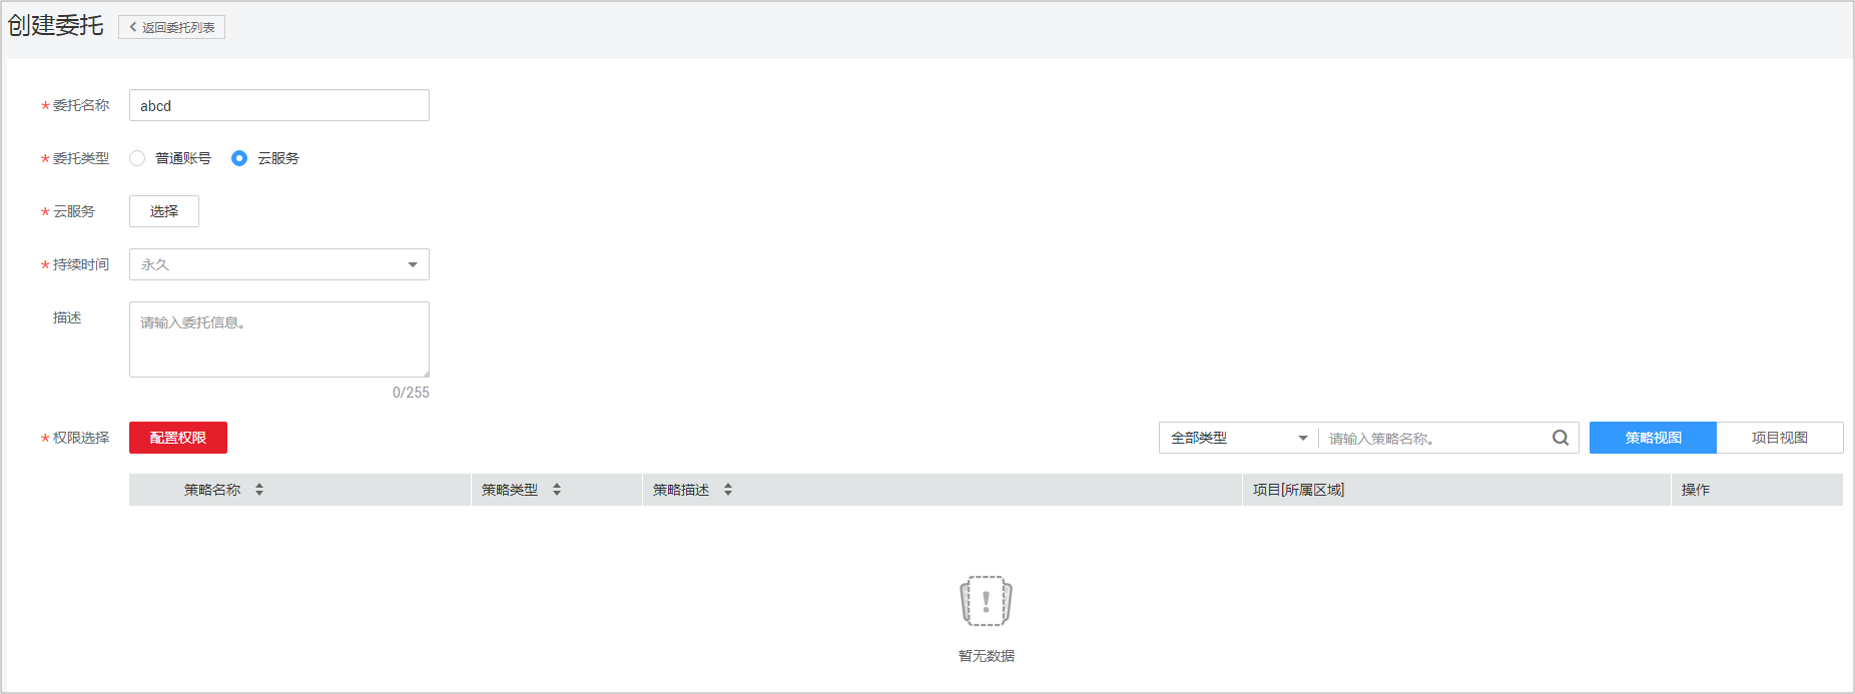 创建委托 返回委托列表
*委托名称 abcd
*委托类型 普通账号 云服务
*云服务 选择
*持续时间 永久
描述 请输入委托信息。
0/255
*权限选择 配置权限 全部类型 请输入策略名称。 策略视图 项目视图
策略名称 策略类型 策略描述 项目[所属区域] 操作
暂无数据